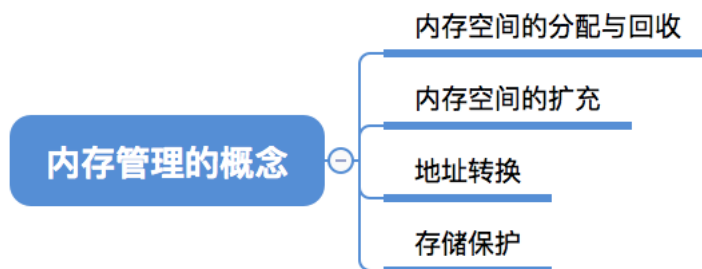 内存空间的分配与回收
内存空间的扩充
内存管理的概念
地址转换
存储保护